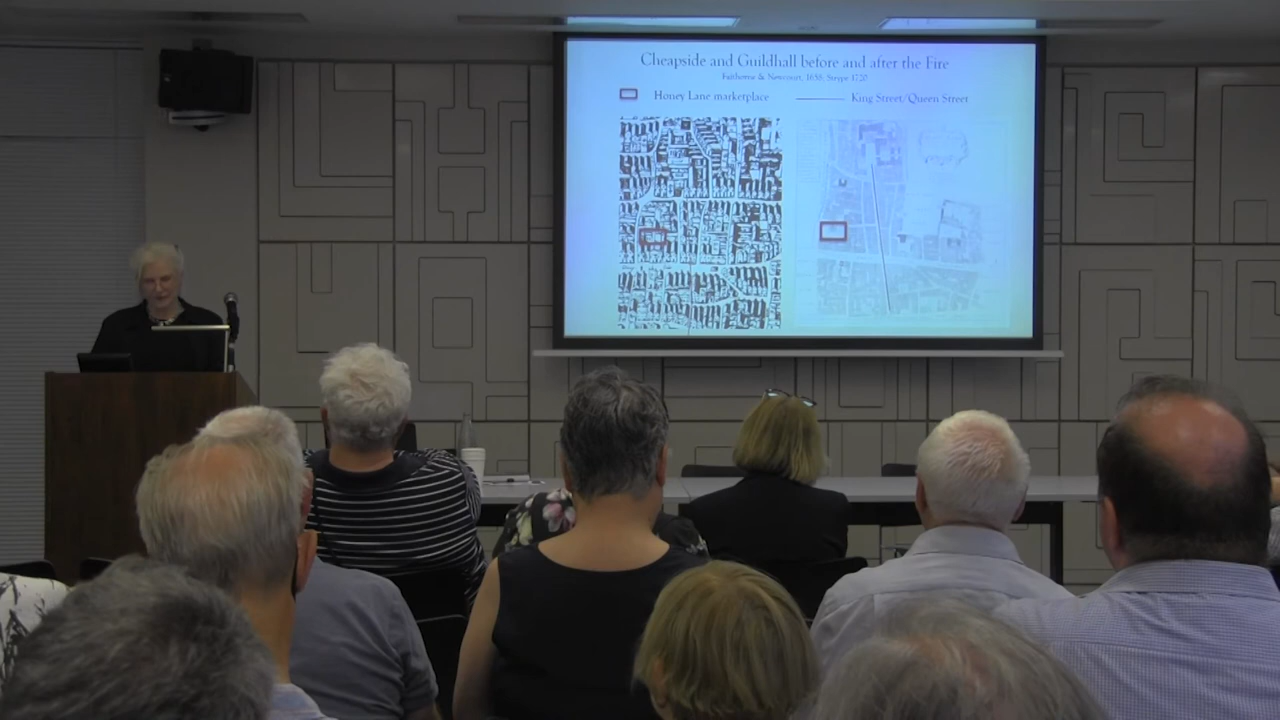 Cheapside and Guildhall before and after the Fire
Faithorne & Newcourt, 1658; Strype 1720
Honey Lane marketplace
King Street/Queen Street